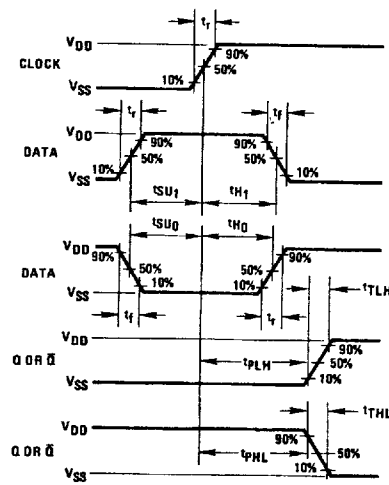 tr
VDD
90%
CLOCK
50%
10%
VSS
tr
tf
VDD
90%
90%
DATA
50%
50%
10%
10%
VSS
tSU1
tH1
tSU0
tH0
VDD
90%
90%
DATA
50%
50%
tTLH
10%
10%
VSS
tf
tr
VDD
90%
Q OR Q̄
tPLH
50%
VSS
10%
tTHL
VDD
90%
Q OR Q̄
tPHL
50%
10%
VSS